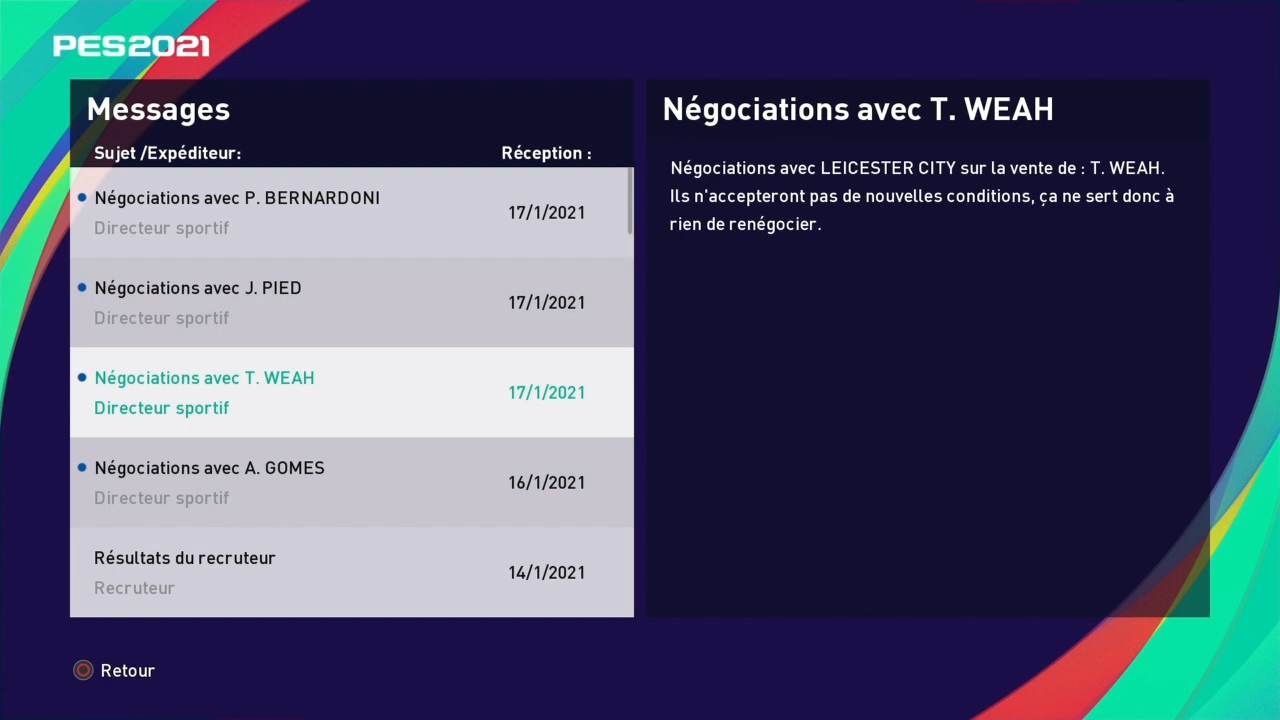 PES2021
Messages
Sujet /Expéditeur: Réception :
Négociations avec P. BERNARDONI
Directeur sportif
17/1/2021
Négociations avec J. PIED
Directeur sportif
17/1/2021
Négociations avec T. WEAH
Directeur sportif
17/1/2021
Négociations avec A. GOMES
Directeur sportif
16/1/2021
Résultats du recruteur
Recruteur
14/1/2021
Négociations avec T. WEAH
Négociations avec LEICESTER CITY sur la vente de : T. WEAH.
Ils n'accepteront pas de nouvelles conditions, ça ne sert donc à
rien de renégocier.
Retour